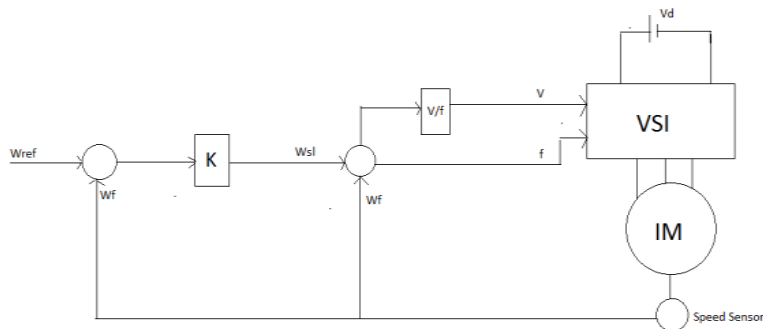 Vd
V/f
V
VSI
Wref
K
Wsl
f
Wf
Wf
IM
Speed Sensor